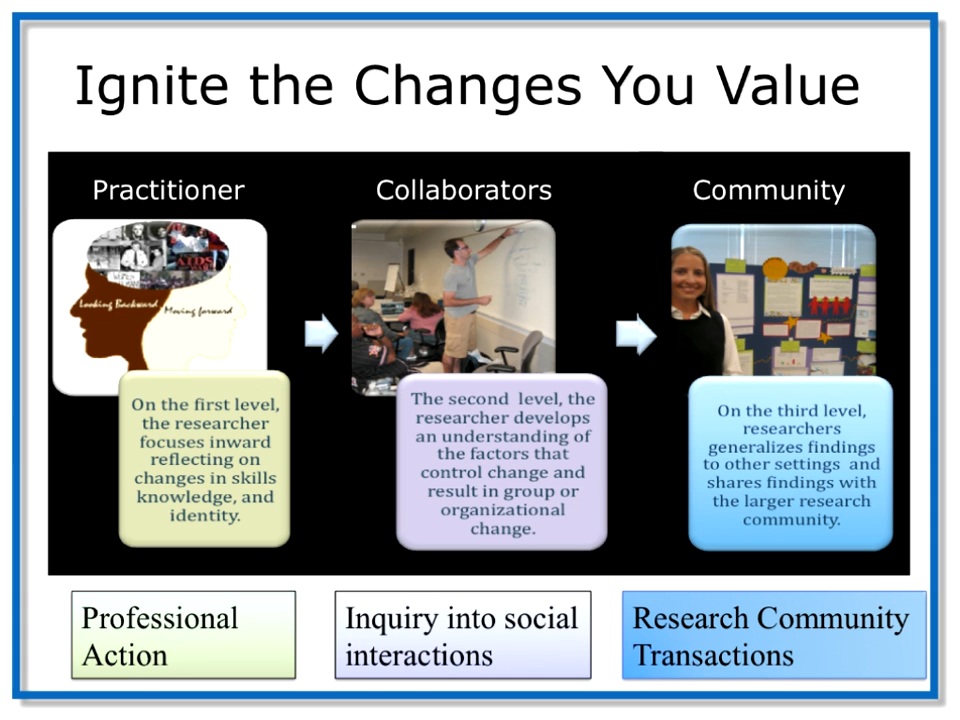 Ignite the Changes You Value
Practitioner
Collaborators
Community
AIDS
Looking Backward
Moving forward
On the first level,
the researcher
focuses inward
reflecting on
changes in skills
knowledge, and
identity.
The second level, the
researcher develops
an understanding of
the factors that
control change and
result in group or
organizational
change.
On the third level,
researchers
generalizes findings
to other settings and
shares findings with
the larger research
community.
Professional
Action
Inquiry into social
interactions
Research Community
Transactions